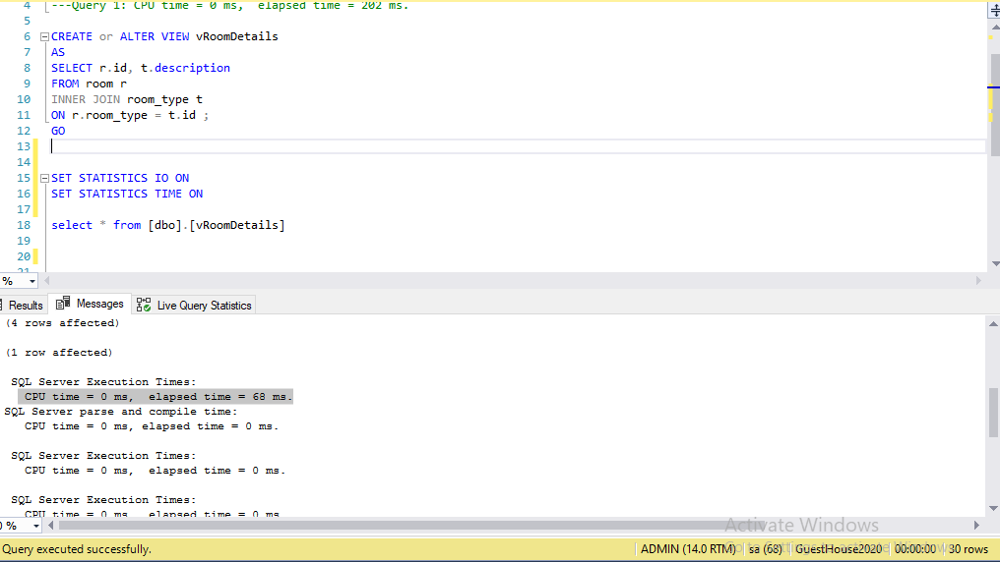 4 ---Query 1: CPU time = 0 ms,  elapsed time = 202 ms.
5
6 CREATE or ALTER VIEW vRoomDetails
7 AS
8 SELECT r.id, t.description
9 FROM room r
10 INNER JOIN room_type t
11 ON r.room_type = t.id ;
12 GO
13
14
15 SET STATISTICS IO ON
16 SET STATISTICS TIME ON
17
18 select * from [dbo].[vRoomDetails]
19
20
21
%
Results Messages Live Query Statistics
(4 rows affected)
(1 row affected)
SQL Server Execution Times:
CPU time = 0 ms,  elapsed time = 68 ms.
SQL Server parse and compile time:
CPU time = 0 ms, elapsed time = 0 ms.
SQL Server Execution Times:
CPU time = 0 ms,  elapsed time = 0 ms.
SQL Server Execution Times:
CPU time = 0 ms  elapsed time = 0 ms
0 %
Activate Windows
Query executed successfully. ADMIN (14.0 RTM) sa (68) GuestHouse2020 00:00:00 30 rows